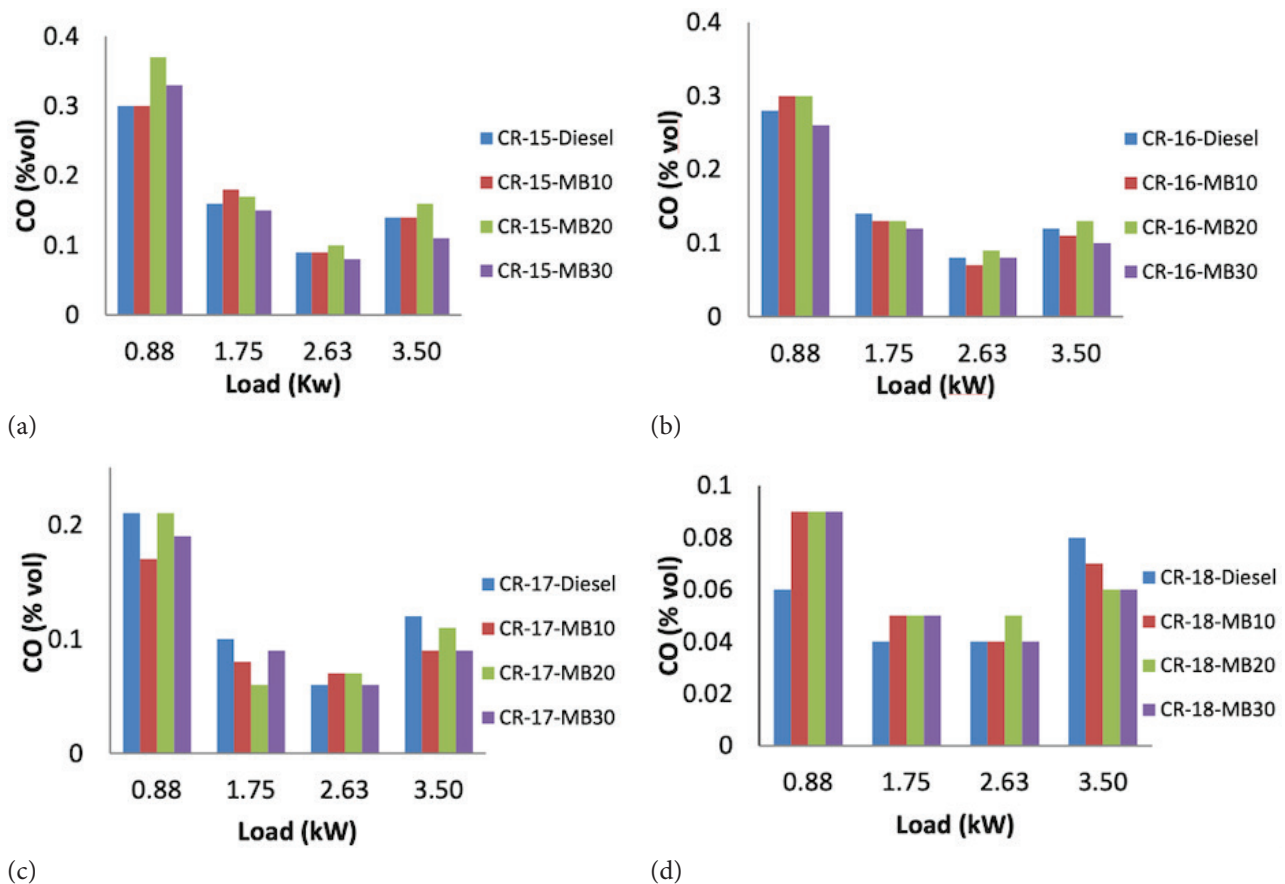 0.4
0.3
0.2
0.1
0
CO (%vol)
0.88 1.75 2.63 3.50
Load (Kw)
CR-15-Diesel
CR-15-MB10
CR-15-MB20
CR-15-MB30
(a)
0.4
0.3
0.2
0.1
0
CO (% vol)
0.88 1.75 2.63 3.50
Load (kW)
CR-16-Diesel
CR-16-MB10
CR-16-MB20
CR-16-MB30
(b)
0.2
0.1
0
CO (% vol)
0.88 1.75 2.63 3.50
Load (kW)
CR-17-Diesel
CR-17-MB10
CR-17-MB20
CR-17-MB30
(c)
0.1
0.08
0.06
0.04
0.02
0
CO (% vol)
0.88 1.75 2.63 3.50
Load (kW)
CR-18-Diesel
CR-18-MB10
CR-18-MB20
CR-18-MB30
(d)